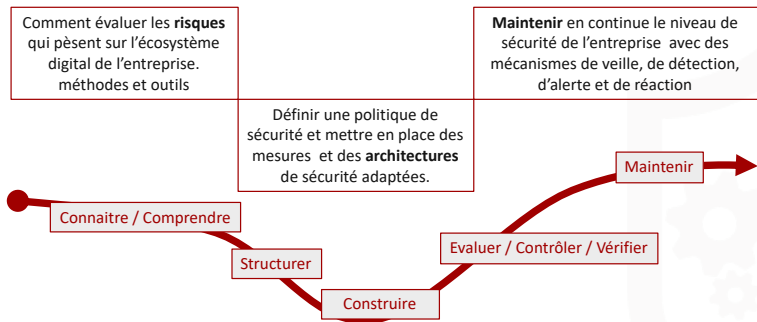 Comment évaluer les risques
qui pèsent sur l'écosystème
digital de l'entreprise.
méthodes et outils
Maintenir en continue le niveau de
sécurité de l'entreprise avec des
mécanismes de veille, de détection,
d'alerte et de réaction
Définir une politique de
sécurité et mettre en place des
mesures et des architectures
de sécurité adaptées.
Connaitre / Comprendre
Structurer
Construire
Evaluer / Contrôler / Vérifier
Maintenir